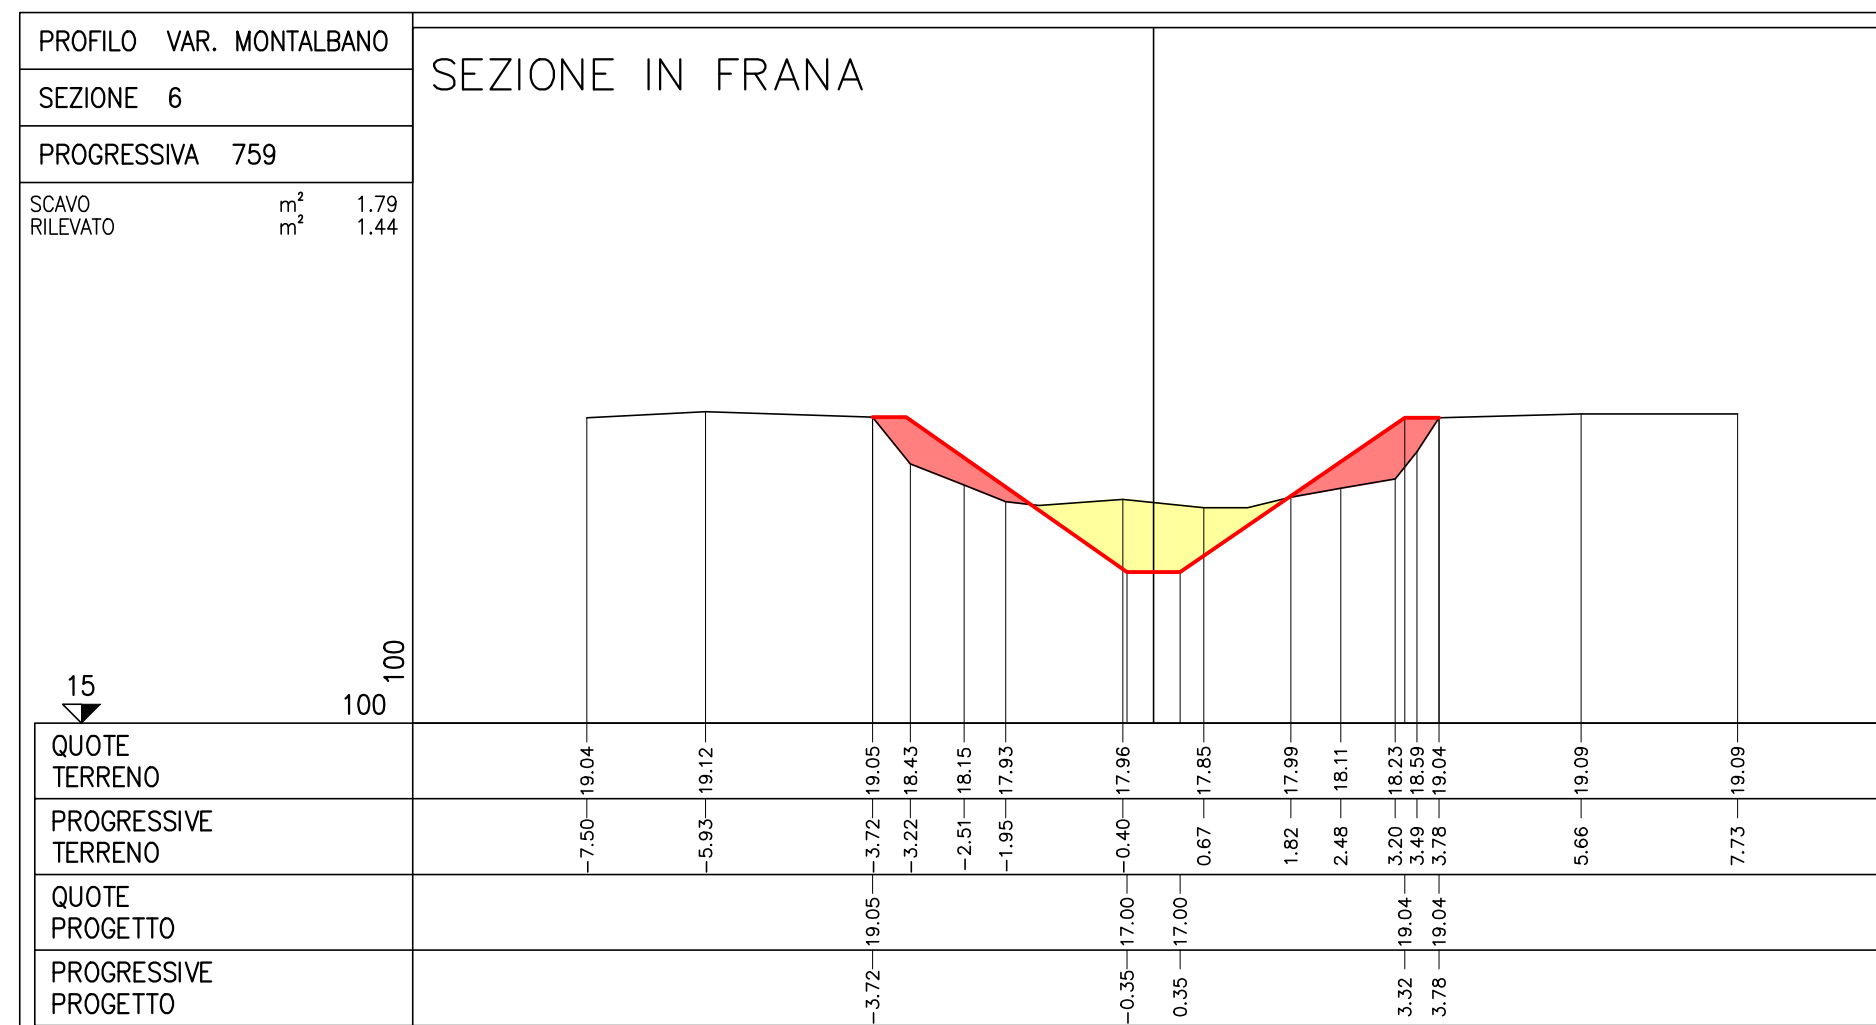 PROFILO VAR. MONTALBANO
SEZIONE 6
PROGRESSIVA 759
SCAVO m² 1.79
RILEVATO m² 1.44
SEZIONE IN FRANA
15
100
100
QUOTE
TERRENO
19.04 19.12 19.05 18.43 18.15 17.93 17.96 17.85 17.99 18.11 18.23 18.59 19.04 19.09 19.09
PROGRESSIVE
TERRENO
-7.50 -5.93 -3.72 -3.22 -2.51 -1.95 -0.40 0.67 1.82 2.48 3.20 3.49 3.78 5.66 7.73
QUOTE
PROGETTO
19.05 17.00 17.00 19.04 19.04
PROGRESSIVE
PROGETTO
-3.72 -0.35 0.35 3.32 3.78